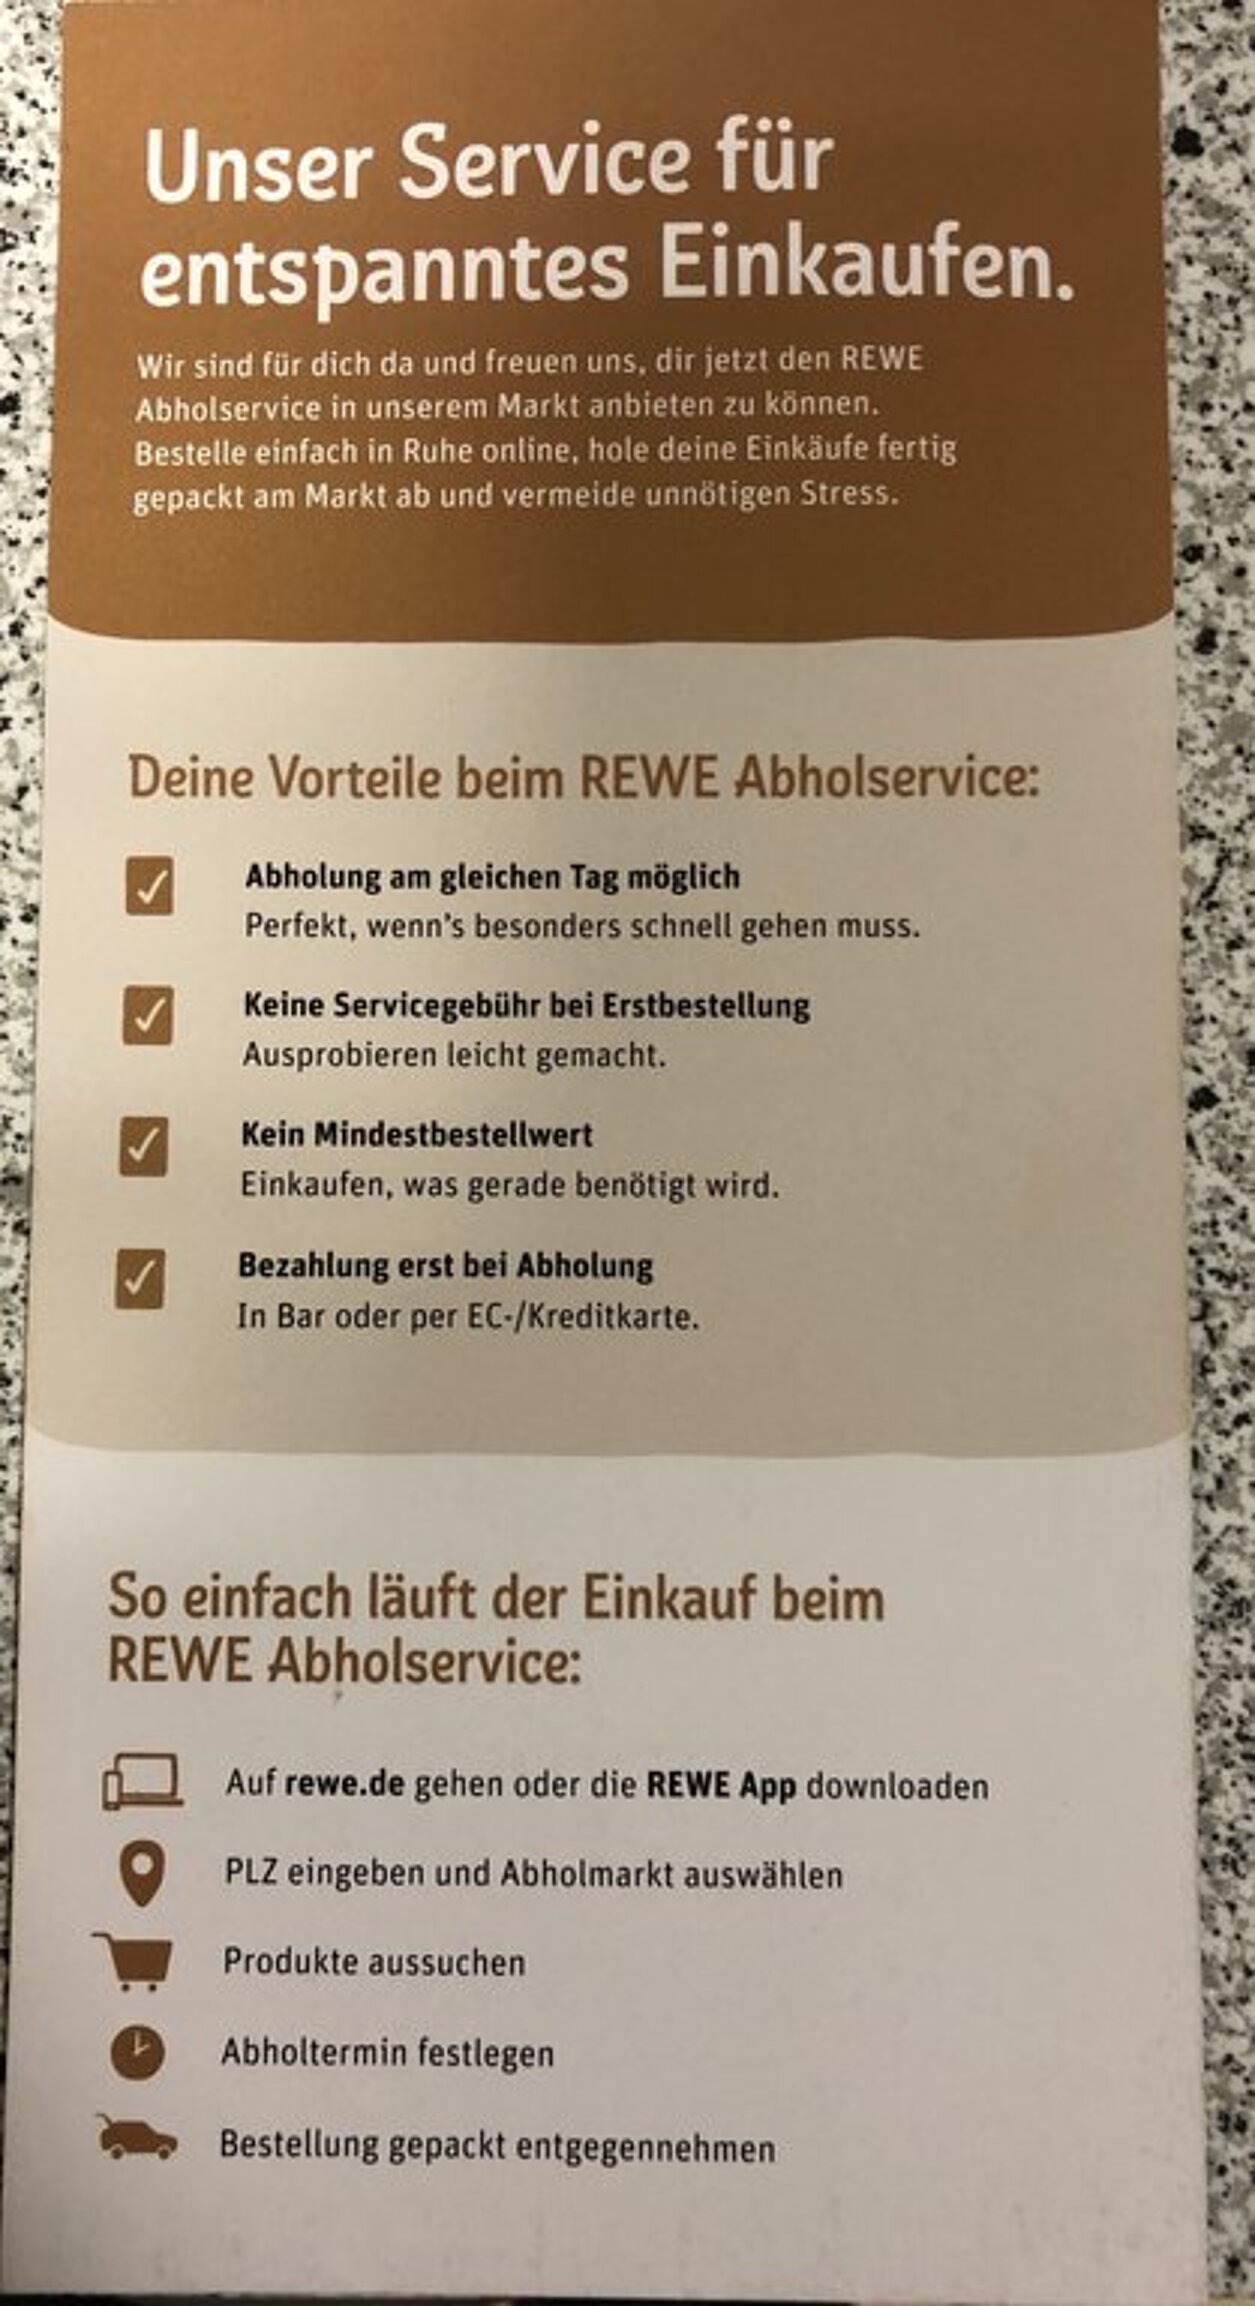 Unser Service für
entspanntes Einkaufen.
Wir sind für dich da und freuen uns, dir jetzt den REWE
Abholservice in unserem Markt anbieten zu können.
Bestelle einfach in Ruhe online, hole deine Einkäufe fertig
gepackt am Markt ab und vermeide unnötigen Stress.
Deine Vorteile beim REWE Abholservice:
Abholung am gleichen Tag möglich
Perfekt, wenn's besonders schnell gehen muss.
Keine Servicegebühr bei Erstbestellung
Ausprobieren leicht gemacht.
Kein Mindestbestellwert
Einkaufen, was gerade benötigt wird.
Bezahlung erst bei Abholung
In Bar oder per EC-/Kreditkarte.
So einfach läuft der Einkauf beim
REWE Abholservice:
Auf rewe.de gehen oder die REWE App downloaden
PLZ eingeben und Abholmarkt auswählen
Produkte aussuchen
Abholtermin festlegen
Bestellung gepackt entgegennehmen